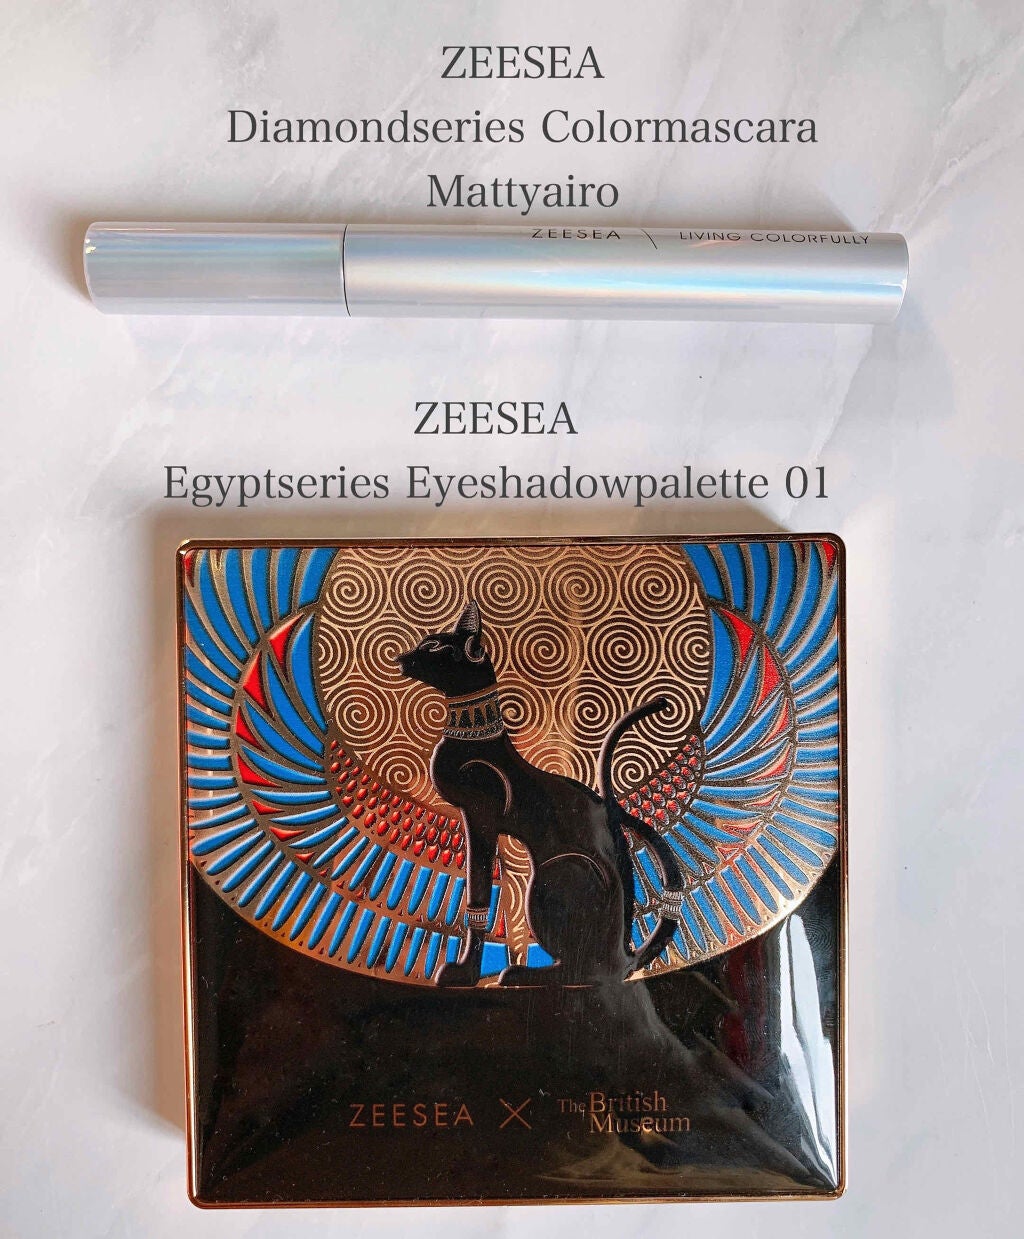 ZEESEA
Diamondseries Colormascara
Mattyairo
ZEESEA \ LIVING COLORFULLY
ZEESEA
Egyptseries Eyeshadowpalette 01
ZEESEA X The British
Museum